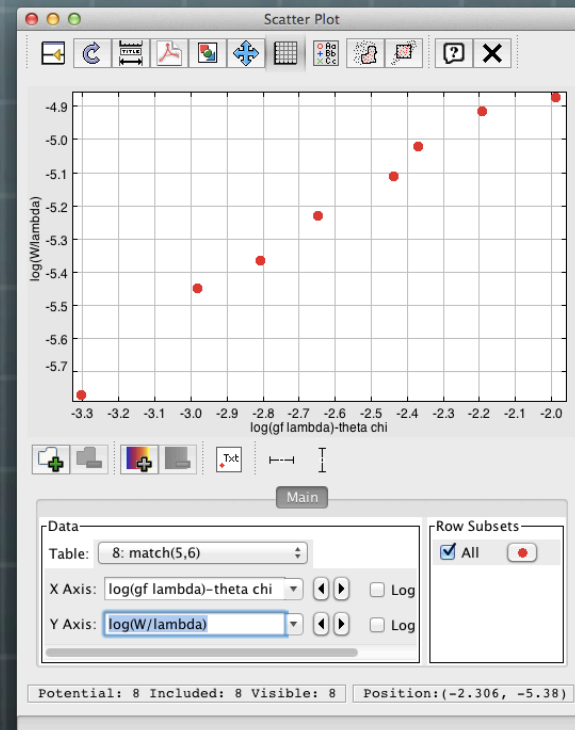 Scatter Plot
TITLE
Aa
Bb
Cc
-4.9
-5.0
-5.1
-5.2
-5.3
-5.4
-5.5
-5.6
-5.7
log(W/lambda)
-3.3 -3.2 -3.1 -3.0 -2.9 -2.8 -2.7 -2.6 -2.5 -2.4 -2.3 -2.2 -2.1 -2.0
log(gf lambda)-theta chi
Txt
Main
Data
Row Subsets
Table: 8: match(5,6)
All
X Axis: log(gf lambda)-theta chi Log
Y Axis: log(W/lambda) Log
Potential: 8 Included: 8 Visible: 8 Position:(-2.306, -5.38)